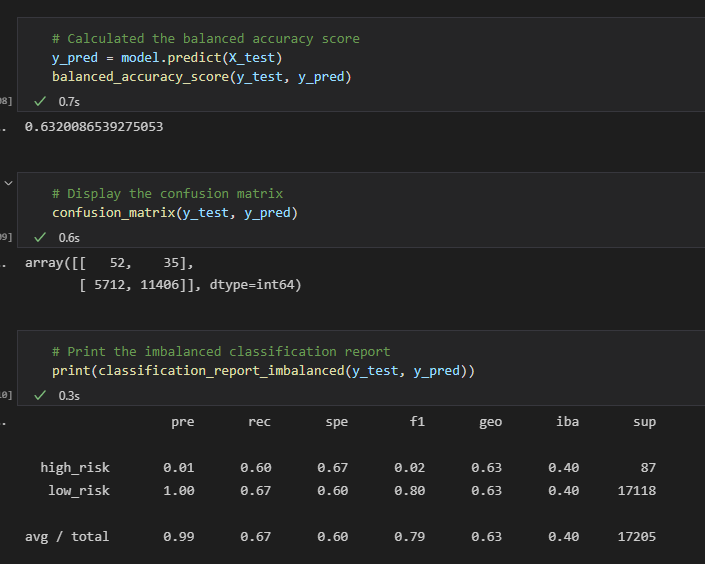 # Calculated the balanced accuracy score
y_pred = model.predict(X_test)
balanced_accuracy_score(y_test, y_pred)
8] 0.7s
0.6320086539275053
# Display the confusion matrix
confusion_matrix(y_test, y_pred)
9] 0.6s
array([[   52,    35],
       [ 5712, 11406]], dtype=int64)
# Print the imbalanced classification report
print(classification_report_imbalanced(y_test, y_pred))
0] 0.3s
pre rec spe f1 geo iba sup
high_risk 0.01 0.60 0.67 0.02 0.63 0.40 87
low_risk 1.00 0.67 0.60 0.80 0.63 0.40 17118
avg / total 0.99 0.67 0.60 0.79 0.63 0.40 17205